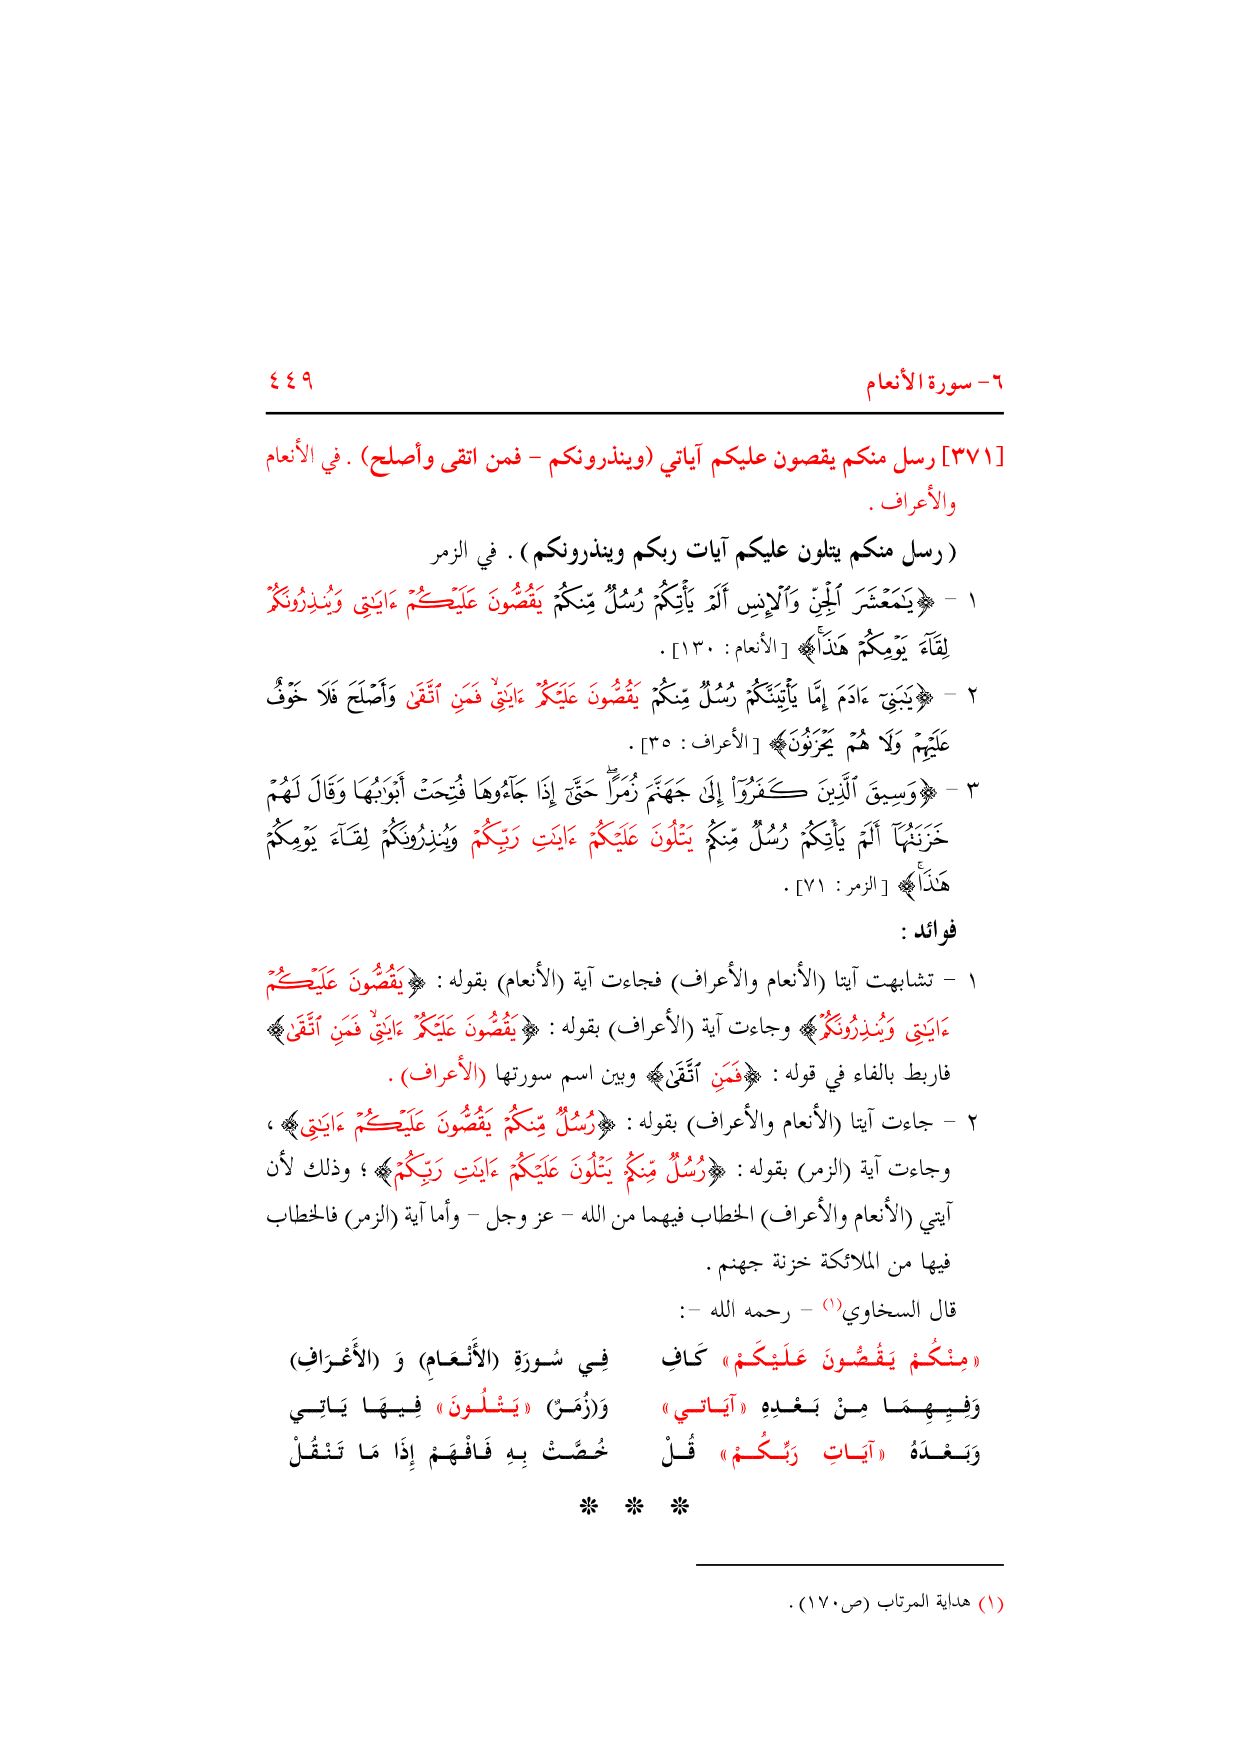 ٦- سورة الأنعام ٤٤٩
[٣٧١] رسل منكم يقصون عليكم آياتي (وينذرونكم – فمن اتقى وأصلح) . في الأنعام
والأعراف .
( رسل منكم يتلون عليكم آيات ربكم وينذرونكم) . في الزمر
١ – ﴿يَٰمَعْشَرَ ٱلْجِنِّ وَٱلْإِنسِ أَلَمْ يَأْتِكُمْ رُسُلٌ مِّنكُمْ يَقُصُّونَ عَلَيْكُمْ ءَايَٰتِى وَيُنذِرُونَكُمْ
لِقَآءَ يَوْمِكُمْ هَٰذَا ۚ﴾ [الأنعام : ١٣٠] .
٢ – ﴿يَٰبَنِىٓ ءَادَمَ إِمَّا يَأْتِيَنَّكُمْ رُسُلٌ مِّنكُمْ يَقُصُّونَ عَلَيْكُمْ ءَايَٰتِى ۙ فَمَنِ ٱتَّقَىٰ وَأَصْلَحَ فَلَا خَوْفٌ
عَلَيْهِمْ وَلَا هُمْ يَحْزَنُونَ﴾ [الأعراف : ٣٥] .
٣ – ﴿وَسِيقَ ٱلَّذِينَ كَفَرُوٓا۟ إِلَىٰ جَهَنَّمَ زُمَرًا ۖ حَتَّىٰٓ إِذَا جَآءُوهَا فُتِحَتْ أَبْوَٰبُهَا وَقَالَ لَهُمْ
خَزَنَتُهَآ أَلَمْ يَأْتِكُمْ رُسُلٌ مِّنكُمْ يَتْلُونَ عَلَيْكُمْ ءَايَٰتِ رَبِّكُمْ وَيُنذِرُونَكُمْ لِقَآءَ يَوْمِكُمْ
هَٰذَا ۚ﴾ [الزمر : ٧١] .
فوائد :
١ – تشابهت آيتا (الأنعام والأعراف) فجاءت آية (الأنعام) بقوله : ﴿يَقُصُّونَ عَلَيْكُمْ
ءَايَٰتِى وَيُنذِرُونَكُمْ﴾ وجاءت آية (الأعراف) بقوله : ﴿يَقُصُّونَ عَلَيْكُمْ ءَايَٰتِى ۙ فَمَنِ ٱتَّقَىٰ﴾
فاربط بالفاء في قوله : ﴿فَمَنِ ٱتَّقَىٰ﴾ وبين اسم سورتها (الأعراف) .
٢ – جاءت آيتا (الأنعام والأعراف) بقوله : ﴿رُسُلٌ مِّنكُمْ يَقُصُّونَ عَلَيْكُمْ ءَايَٰتِى﴾ ،
وجاءت آية (الزمر) بقوله : ﴿رُسُلٌ مِّنكُمْ يَتْلُونَ عَلَيْكُمْ ءَايَٰتِ رَبِّكُمْ﴾ ؛ وذلك لأن
آيتي (الأنعام والأعراف) الخطاب فيهما من الله – عز وجل – وأما آية (الزمر) فالخطاب
فيها من الملائكة خزنة جهنم .
قال السخاوي(١) – رحمه الله –:
«مِنْكُمْ يَقُصُّونَ عَلَيْكَمْ» كَافِ فِي سُورَةِ (الأَنْعَامِ) وَ (الأَعْرَافِ)
وَفِيهِمَا مِنْ بَعْدِهِ «آيَاتي» وَ(زُمَرٌ) «يَتْلُونَ» فِيهَا يَاتِي
وَبَعْدَهُ «آيَاتِ رَبِّكُمْ» قُلْ خُصَّتْ بِهِ فَافْهَمْ إِذَا مَا تَنْقُلْ
(١) هداية المرتاب (ص١٧٠) .